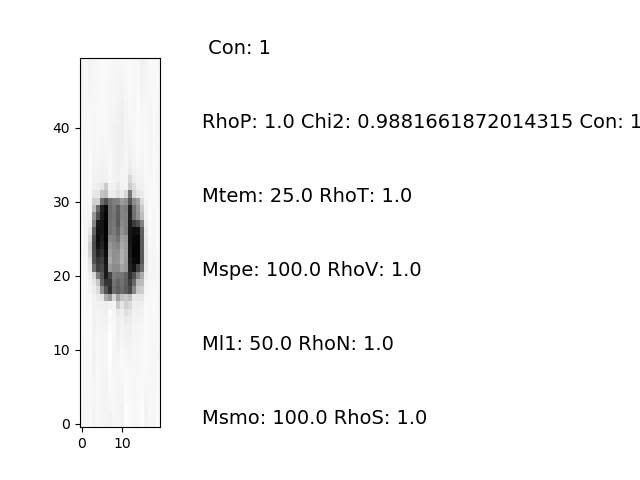 Con: 1
RhoP: 1.0 Chi2: 0.9881661872014315 Con: 1
Mtem: 25.0 RhoT: 1.0
Mspe: 100.0 RhoV: 1.0
Ml1: 50.0 RhoN: 1.0
Msmo: 100.0 RhoS: 1.0
40
30
20
10
0
0 10